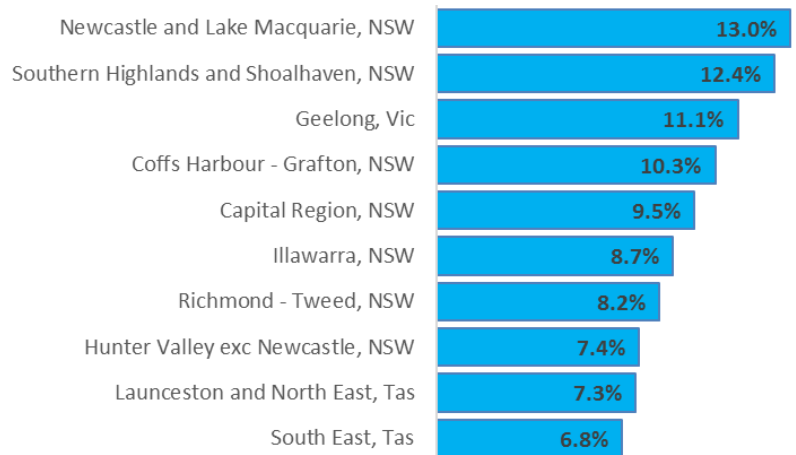 Newcastle and Lake Macquarie, NSW 13.0%
Southern Highlands and Shoalhaven, NSW 12.4%
Geelong, Vic 11.1%
Coffs Harbour - Grafton, NSW 10.3%
Capital Region, NSW 9.5%
Illawarra, NSW 8.7%
Richmond - Tweed, NSW 8.2%
Hunter Valley exc Newcastle, NSW 7.4%
Launceston and North East, Tas 7.3%
South East, Tas 6.8%